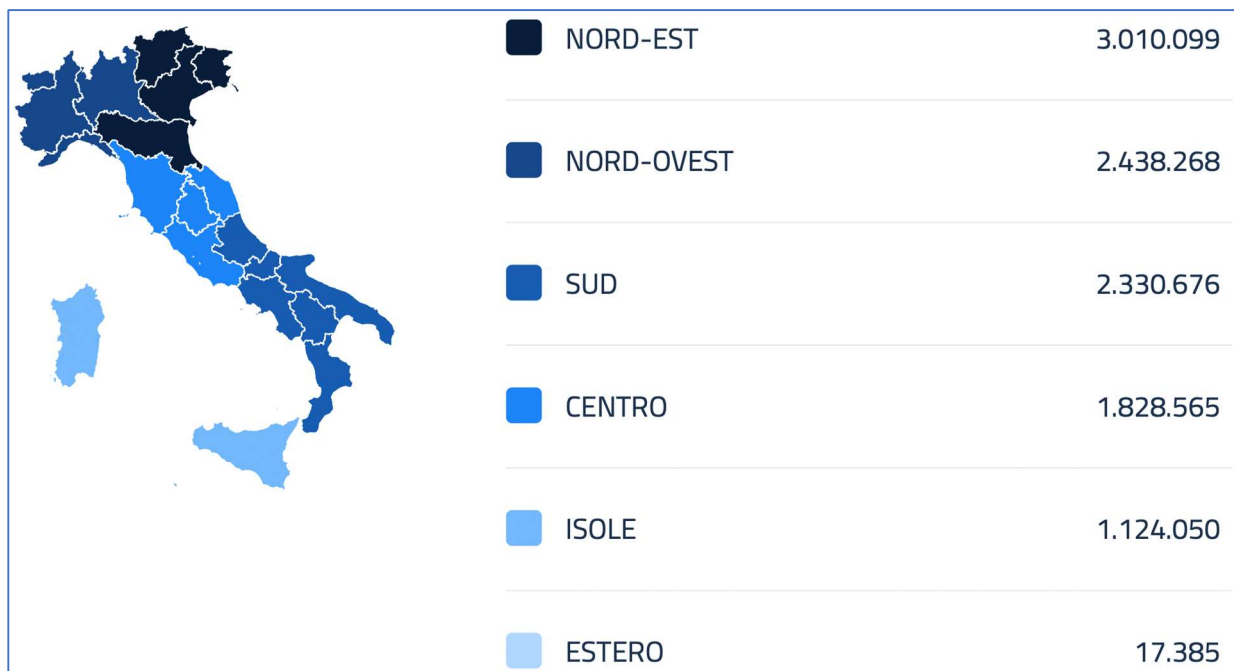 NORD-EST 3.010.099
NORD-OVEST 2.438.268
SUD 2.330.676
CENTRO 1.828.565
ISOLE 1.124.050
ESTERO 17.385